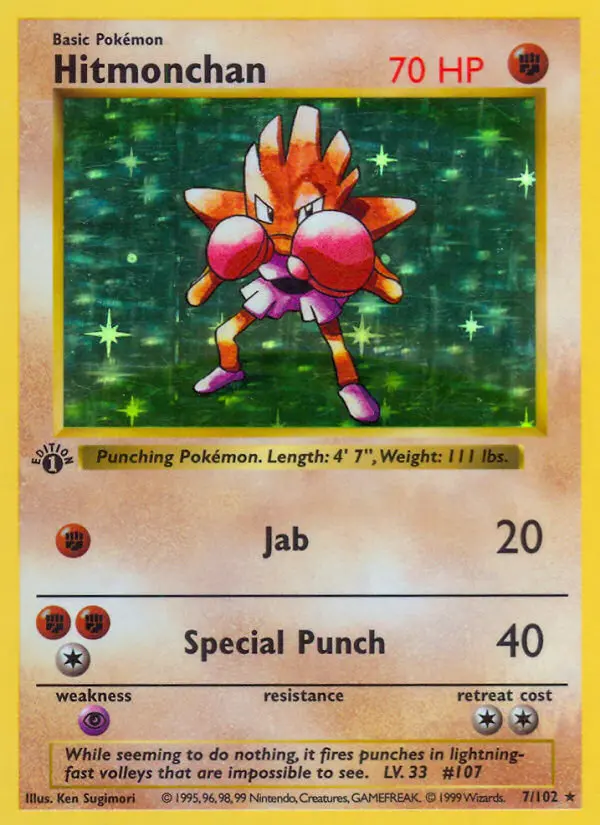 Basic Pokémon
Hitmonchan 70 HP
EDITION 1
Punching Pokémon. Length: 4' 7", Weight: 111 lbs.
Jab 20
Special Punch 40
weakness resistance retreat cost
While seeming to do nothing, it fires punches in lightning-
fast volleys that are impossible to see. LV. 33 #107
Illus. Ken Sugimori © 1995, 96, 98, 99 Nintendo, Creatures, GAMEFREAK. © 1999 Wizards. 7/102 ★